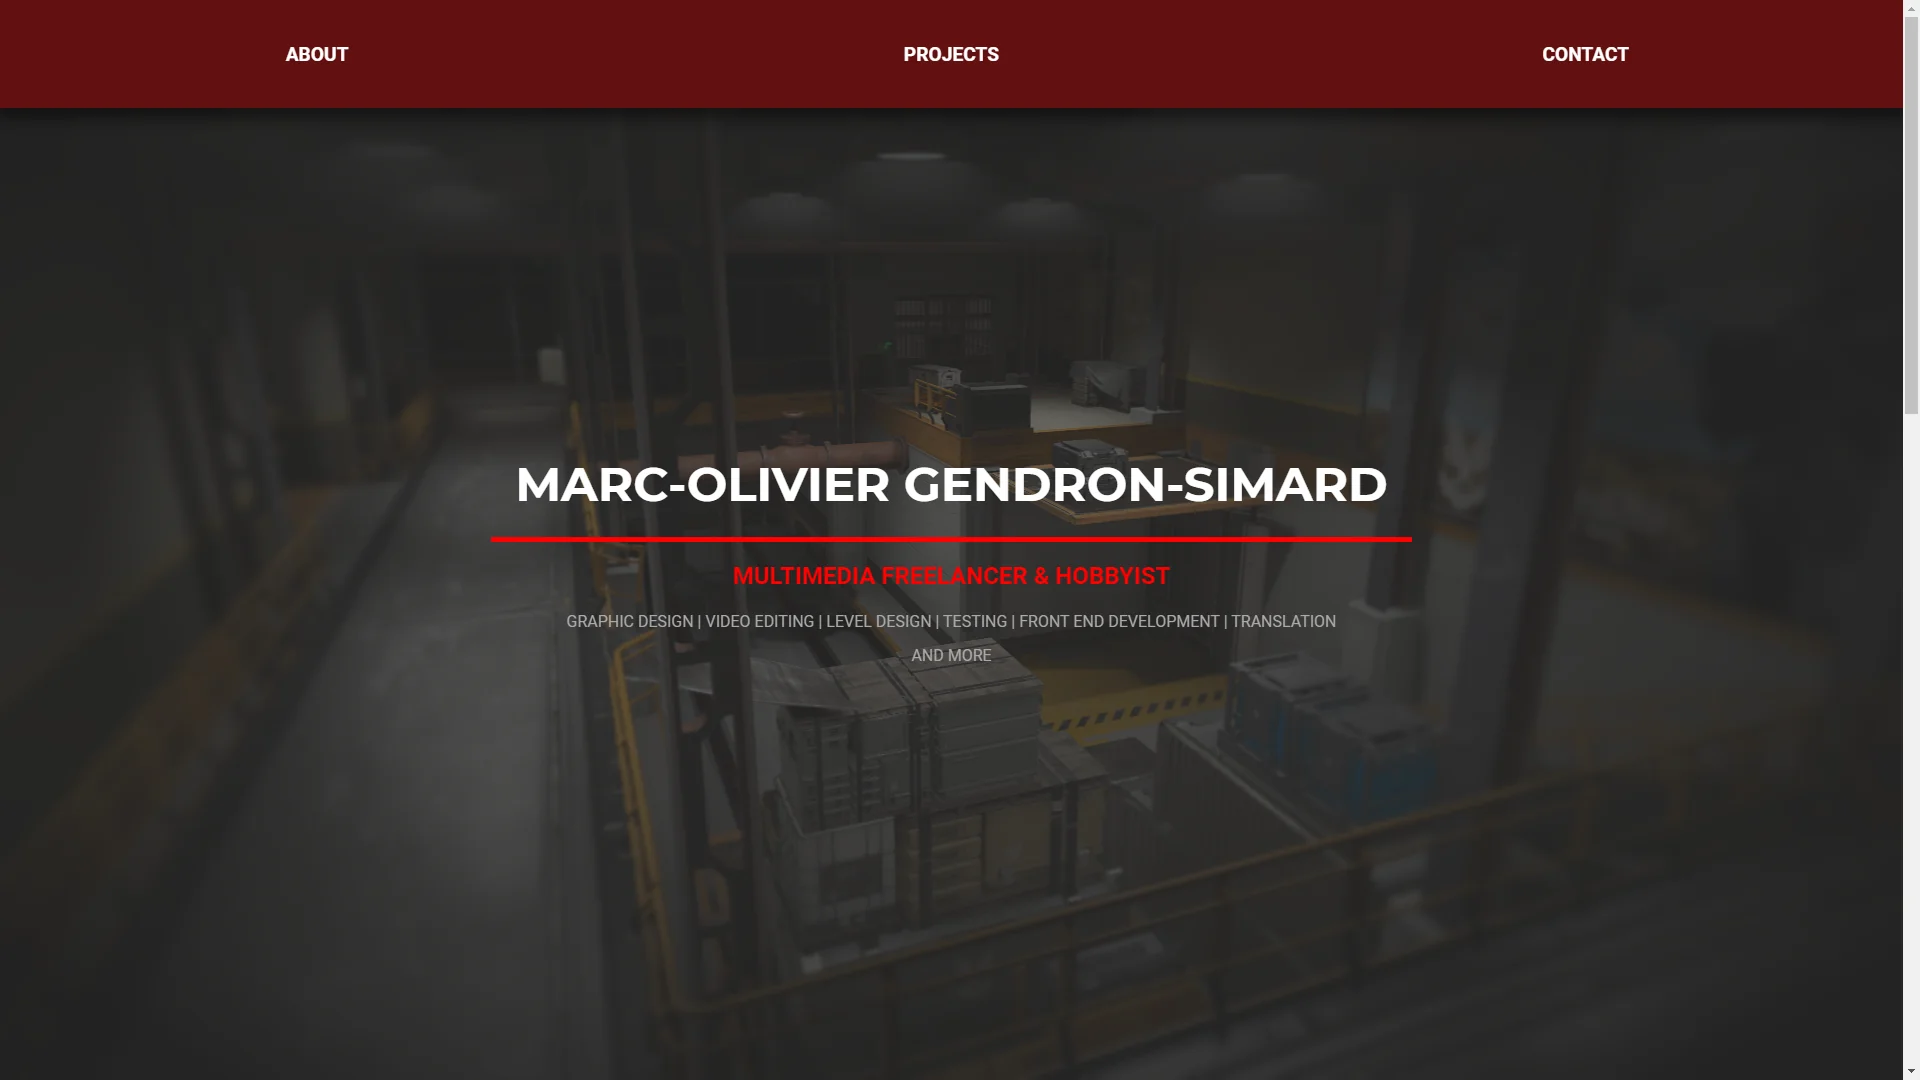 ABOUT
PROJECTS
CONTACT
MARC-OLIVIER GENDRON-SIMARD
MULTIMEDIA FREELANCER & HOBBYIST
GRAPHIC DESIGN | VIDEO EDITING | LEVEL DESIGN | TESTING | FRONT END DEVELOPMENT | TRANSLATION
AND MORE